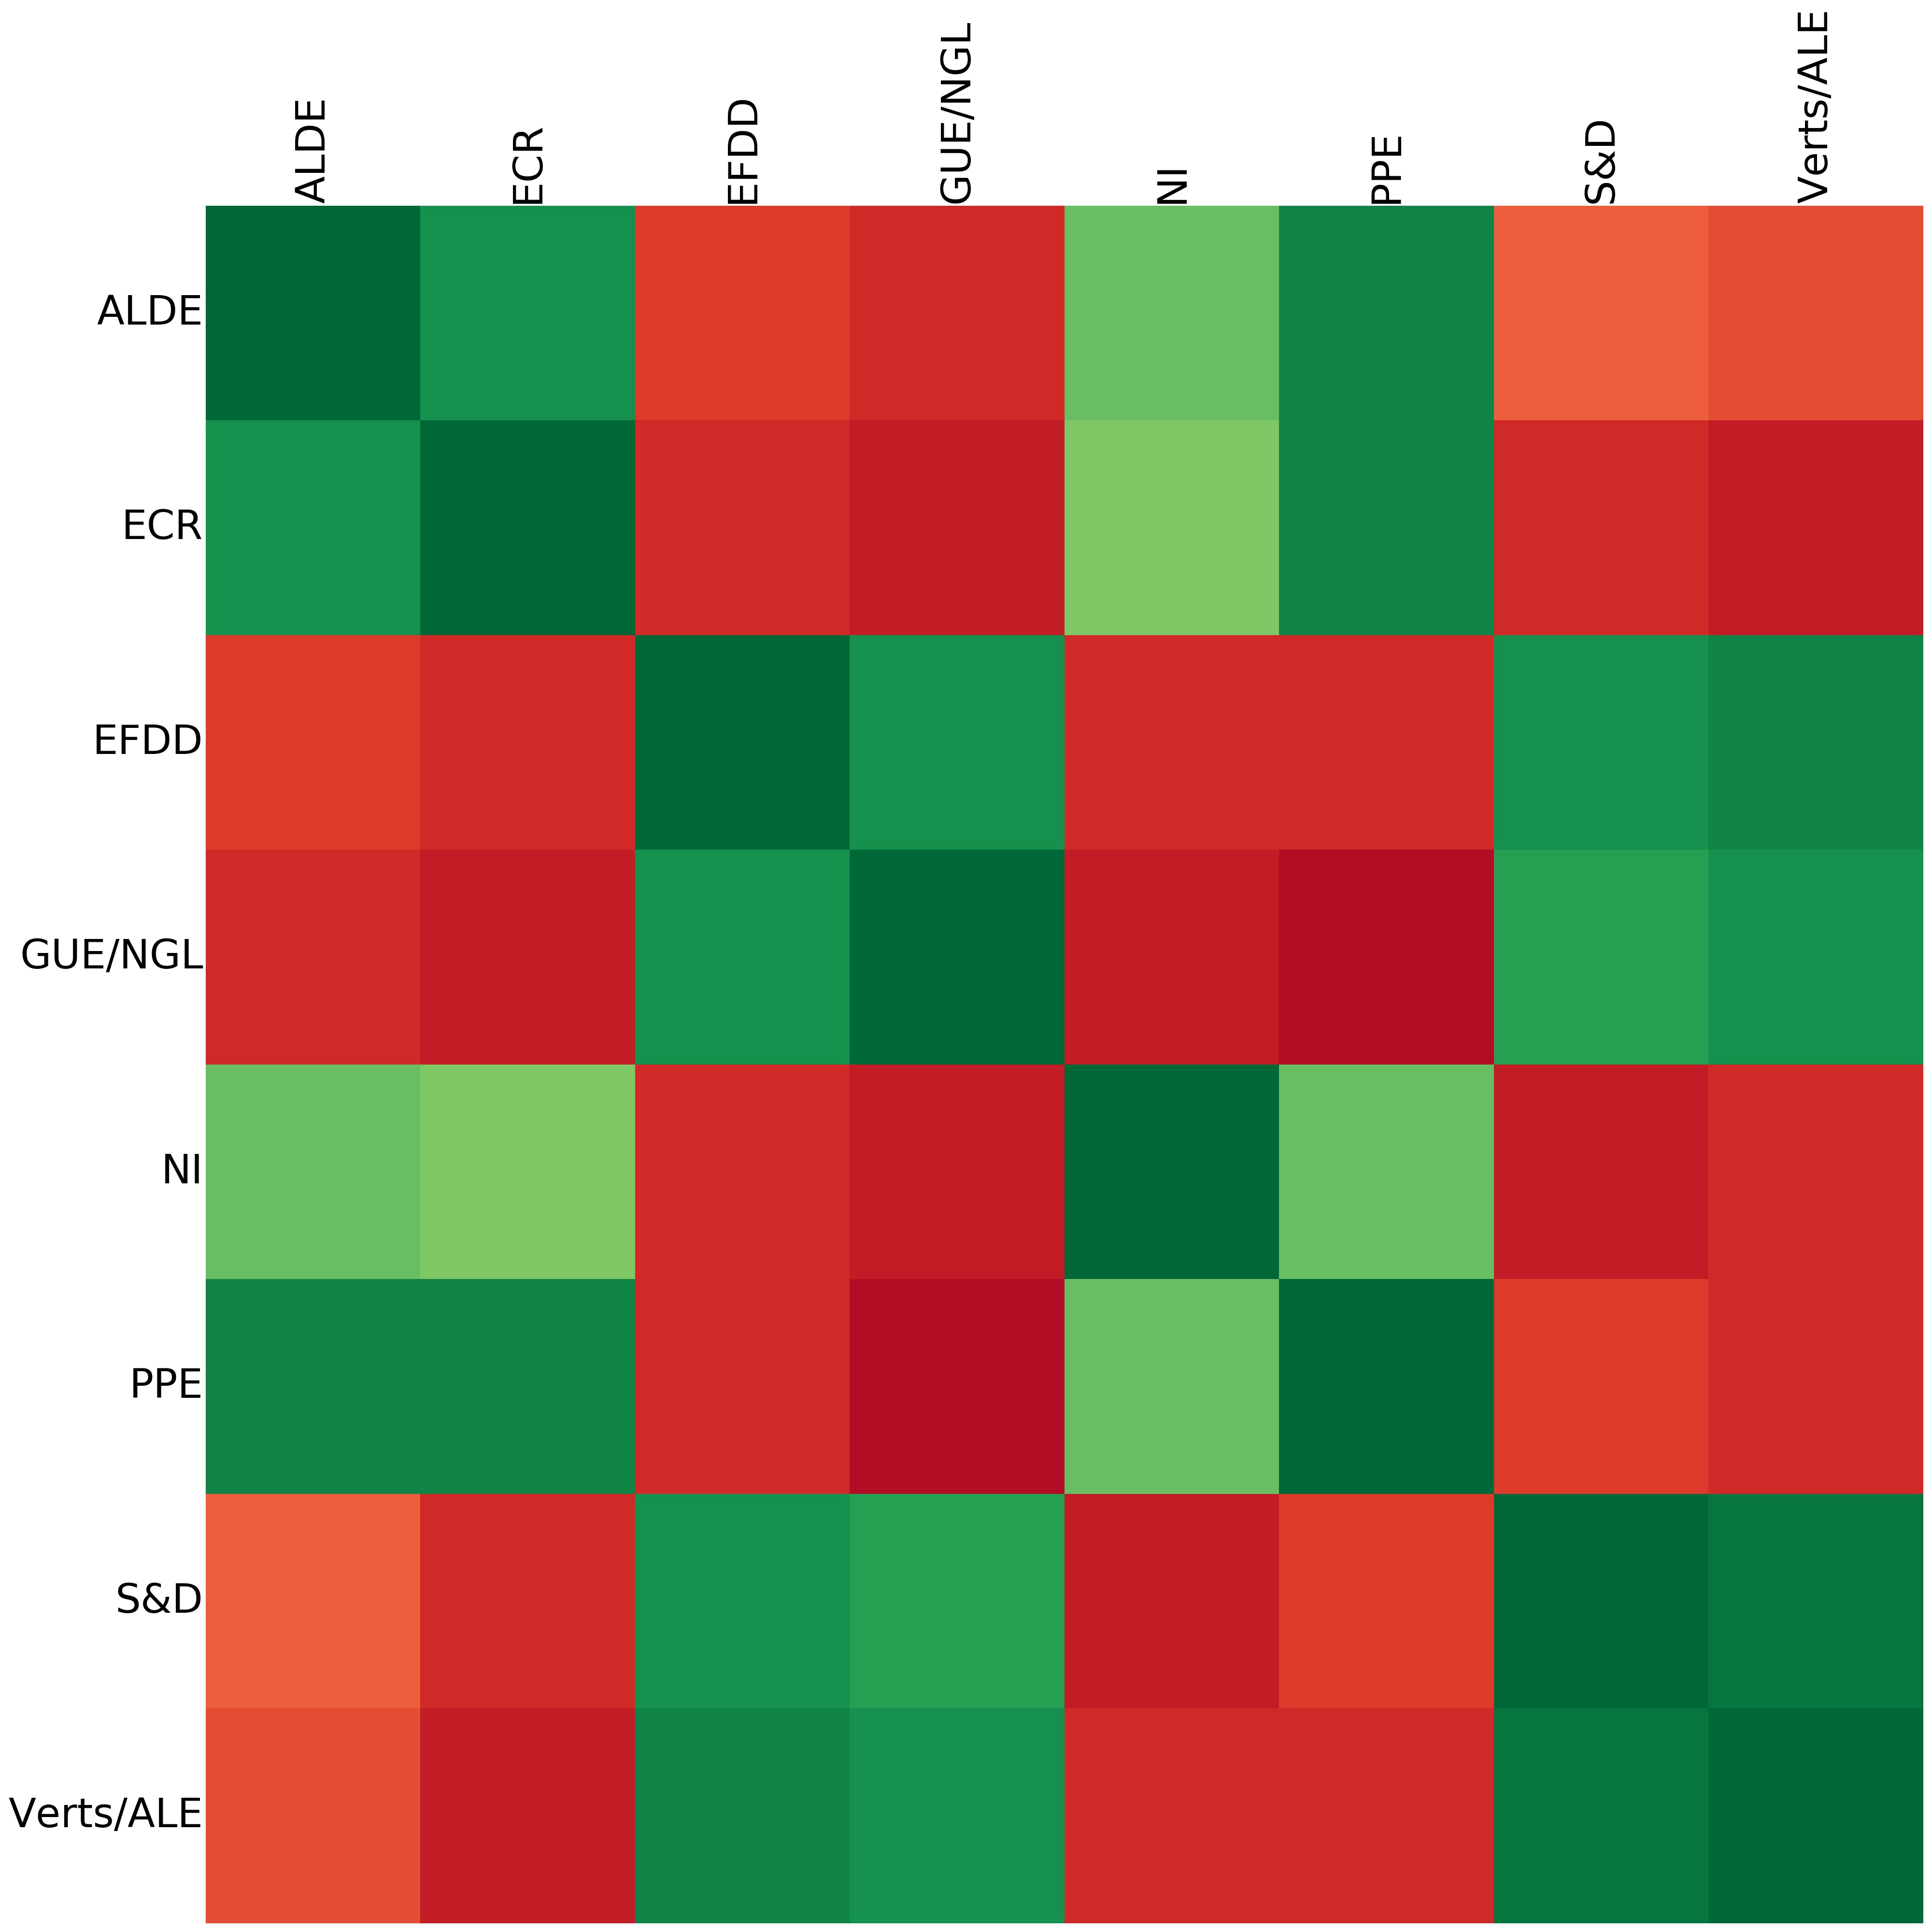 ALDE
ECR
EFDD
GUE/NGL
NI
PPE
S&D
Verts/ALE
ALDE
ECR
EFDD
GUE/NGL
NI
PPE
S&D
Verts/ALE